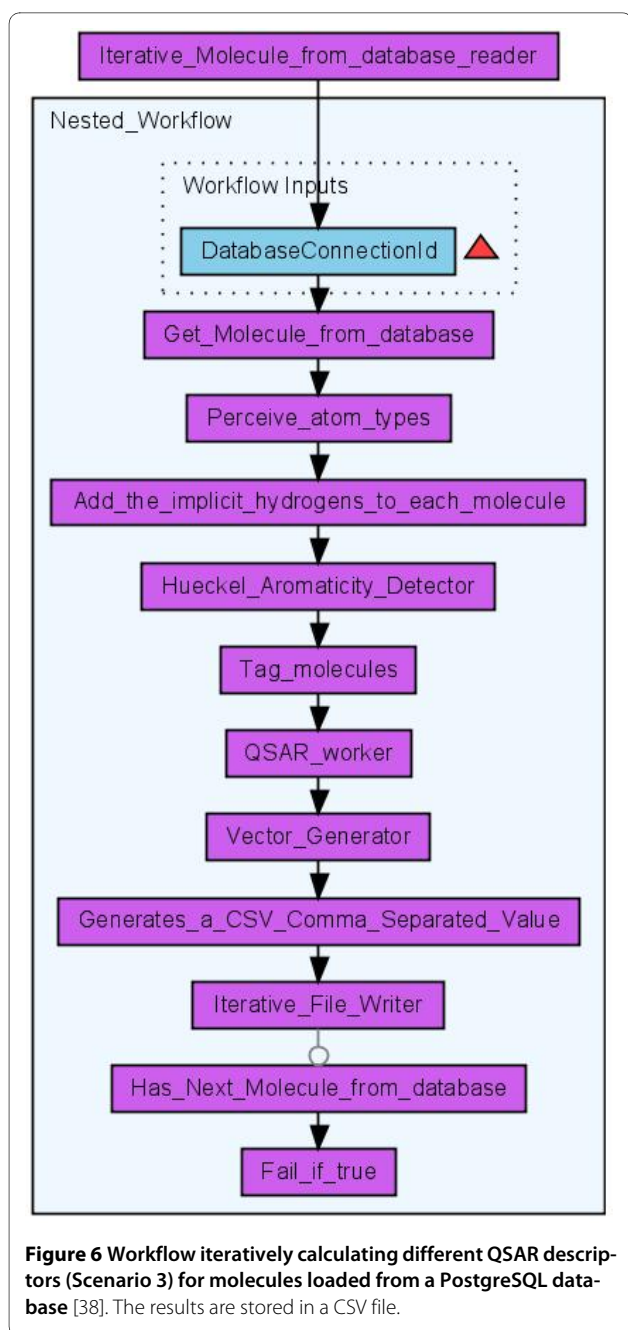 Iterative_Molecule_from_database_reader
Nested_Workflow
Workflow Inputs
DatabaseConnectionId
Get_Molecule_from_database
Perceive_atom_types
Add_the_implicit_hydrogens_to_each_molecule
Hueckel_Aromaticity_Detector
Tag_molecules
QSAR_worker
Vector_Generator
Generates_a_CSV_Comma_Separated_Value
Iterative_File_Writer
Has_Next_Molecule_from_database
Fail_if_true
Figure 6 Workflow iteratively calculating different QSAR descrip-
tors (Scenario 3) for molecules loaded from a PostgreSQL data-
base [38]. The results are stored in a CSV file.